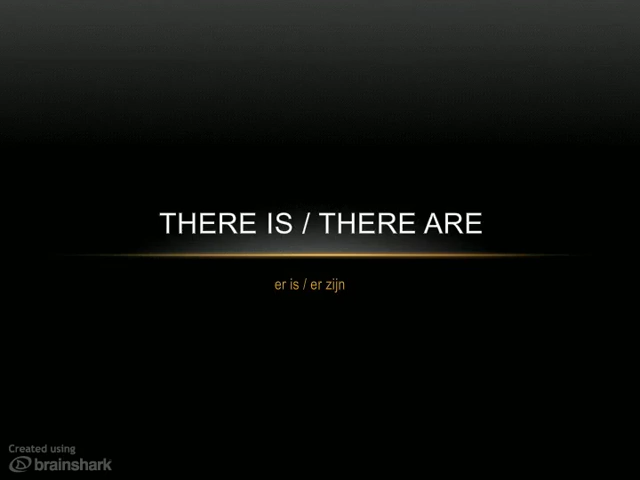 THERE IS / THERE ARE
er is / er zijn
Created using
brainshark